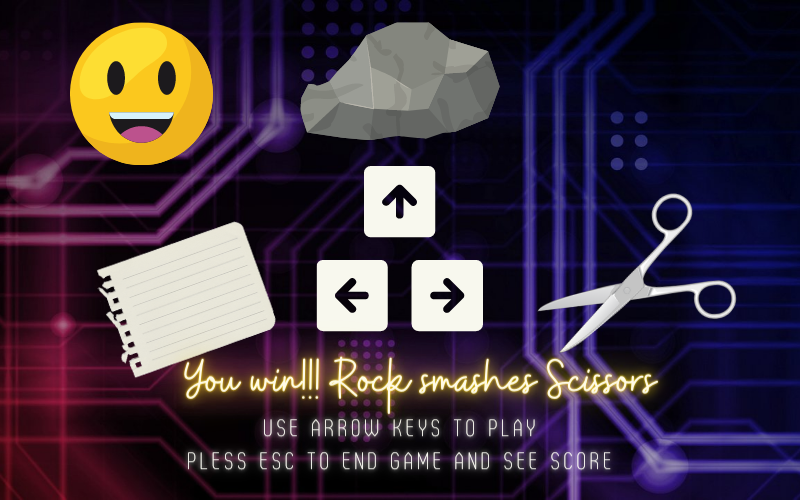 You win!!! Rock smashes Scissors
USE ARROW KEYS TO PLAY
PLESS ESC TO END GAME AND SEE SCORE